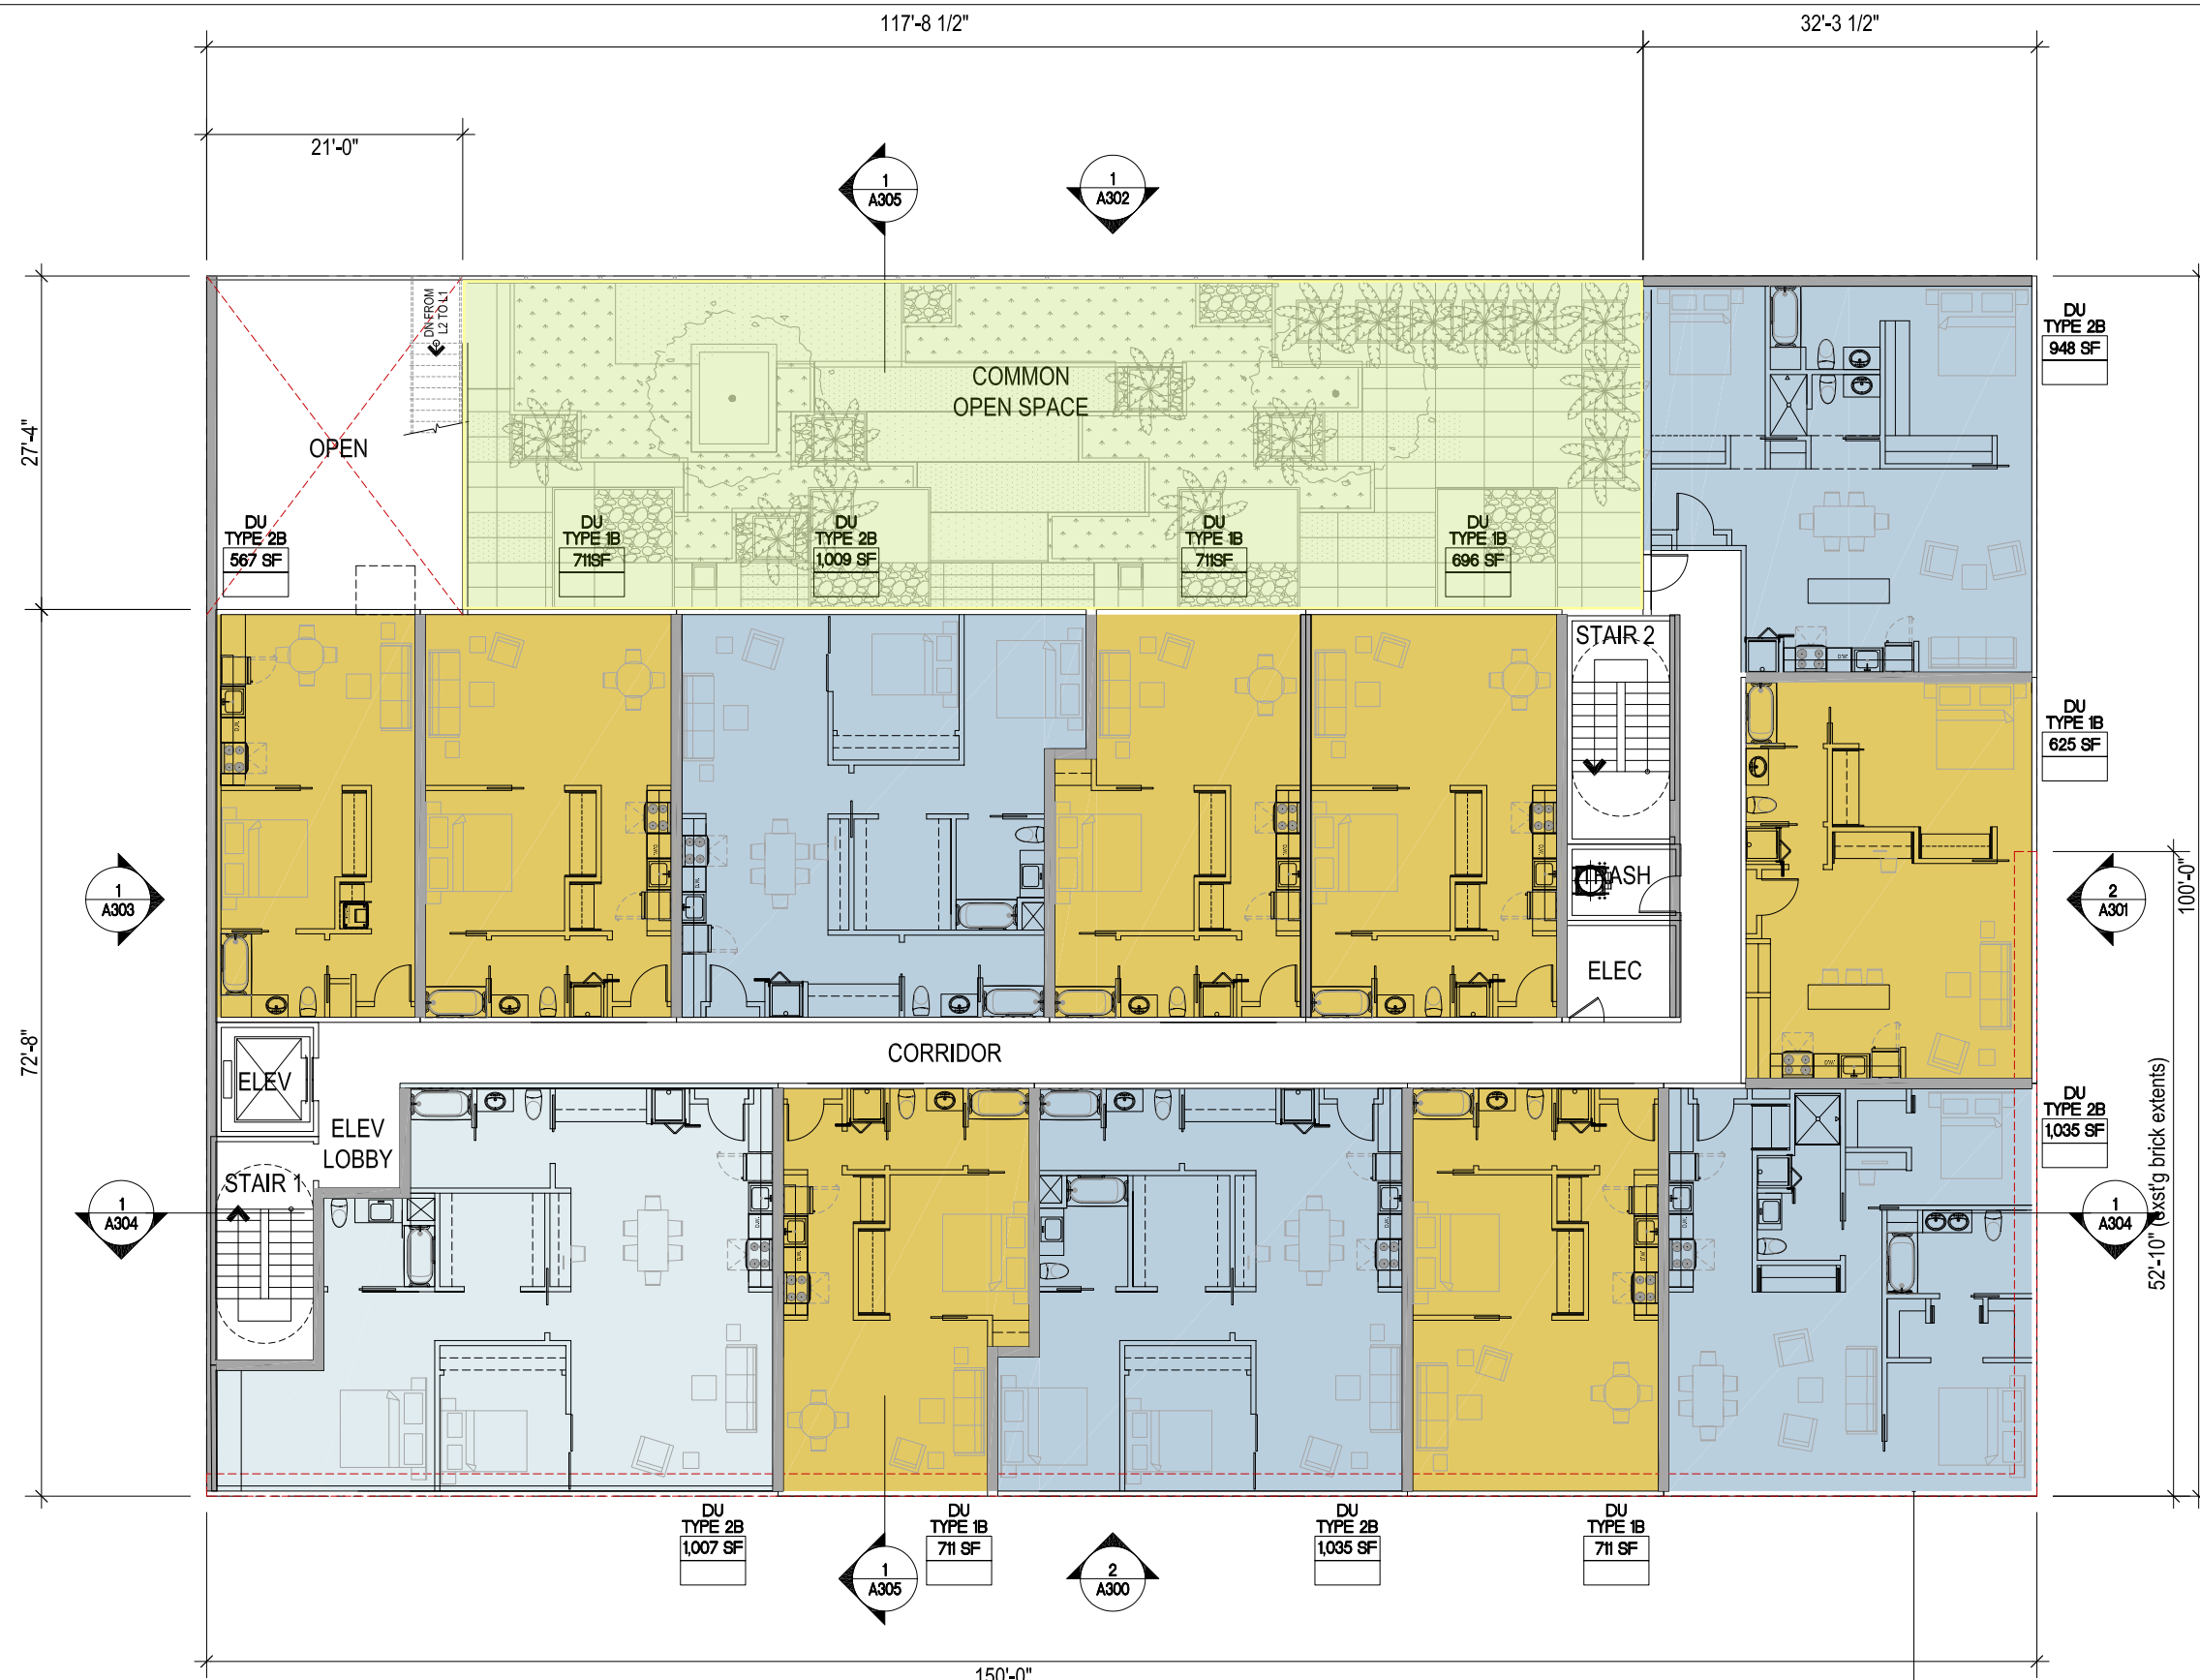 117'-8 1/2"
32'-3 1/2"
21'-0"
1
A305
1
A302
DN FROM
L2 TO L1
COMMON
OPEN SPACE
DU
TYPE 2B
948 SF
27'-4"
OPEN
DU
TYPE 2B
567 SF
DU
TYPE 1B
711SF
DU
TYPE 2B
1,009 SF
DU
TYPE 1B
711SF
DU
TYPE 1B
696 SF
STAIR 2
DU
TYPE 1B
625 SF
1
A303
TRASH
2
A301
100'-0"
ELEC
72'-8"
CORRIDOR
ELEV
ELEV
LOBBY
DU
TYPE 2B
1,035 SF
52'-10" (exst'g brick extents)
STAIR 1
1
A304
1
A304
DU
TYPE 2B
1,007 SF
DU
TYPE 1B
711 SF
DU
TYPE 2B
1,035 SF
DU
TYPE 1B
711 SF
1
A305
2
A300
150'-0"